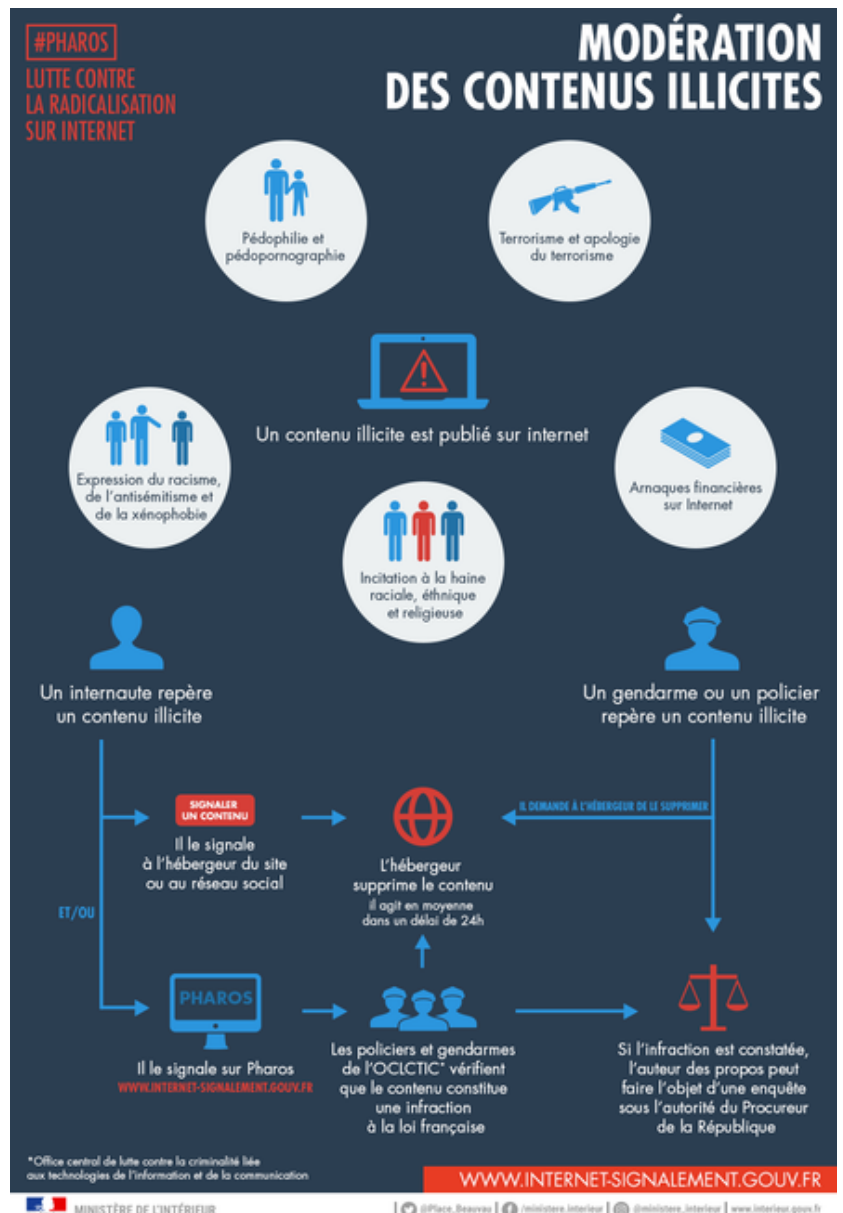 #PHAROS
LUTTE CONTRE
LA RADICALISATION
SUR INTERNET
MODÉRATION
DES CONTENUS ILLICITES
Pédophilie et
pédopornographie
Terrorisme et apologie
du terrorisme
Un contenu illicite est publié sur internet
Expression du racisme,
de l'antisémitisme et
de la xénophobie
Arnaques financières
sur Internet
Incitation à la haine
raciale, éthnique
et religieuse
Un internaute repère
un contenu illicite
Un gendarme ou un policier
repère un contenu illicite
SIGNALER
UN CONTENU
Il le signale
à l'hébergeur du site
ou au réseau social
IL DEMANDE À L'HÉBERGEUR DE LE SUPPRIMER
L'hébergeur
supprime le contenu
il agit en moyenne
dans un délai de 24h
ET/OU
PHAROS
Il le signale sur Pharos
WWW.INTERNET-SIGNALEMENT.GOUV.FR
Les policiers et gendarmes
de l'OCLCTIC* vérifient
que le contenu constitue
une infraction
à la loi française
Si l'infraction est constatée,
l'auteur des propos peut
faire l'objet d'une enquête
sous l'autorité du Procureur
de la République
*Office central de lutte contre la criminalité liée
aux technologies de l'information et de la communication
WWW.INTERNET-SIGNALEMENT.GOUV.FR
MINISTÈRE DE L'INTÉRIEUR
@Place_Beauvau | /ministere.interieur | @ministere_interieur | www.interieur.gouv.fr